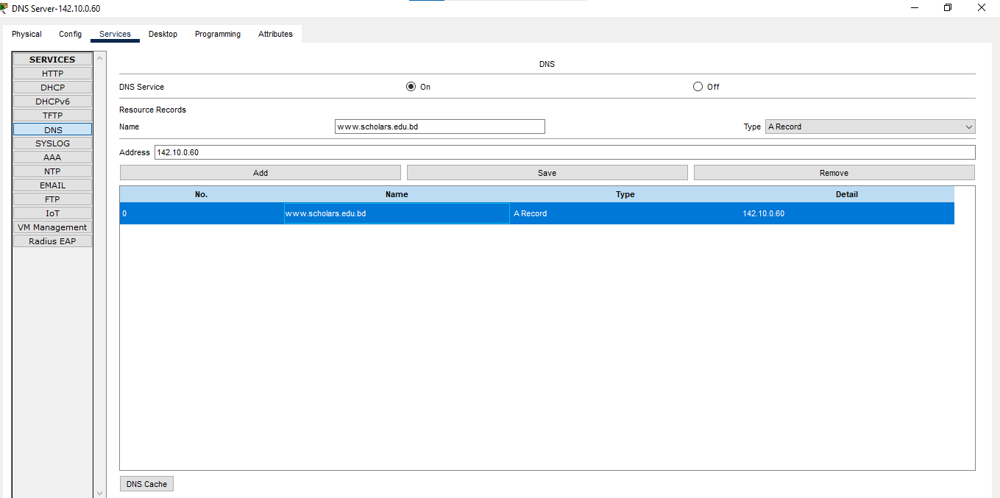 DNS Server-142.10.0.60
Physical Config Services Desktop Programming Attributes
SERVICES
HTTP
DHCP
DHCPv6
TFTP
DNS
SYSLOG
AAA
NTP
EMAIL
FTP
IoT
VM Management
Radius EAP
DNS
DNS Service On Off
Resource Records
Name www.scholars.edu.bd Type A Record
Address 142.10.0.60
Add Save Remove
No. Name Type Detail
0 www.scholars.edu.bd A Record 142.10.0.60
DNS Cache